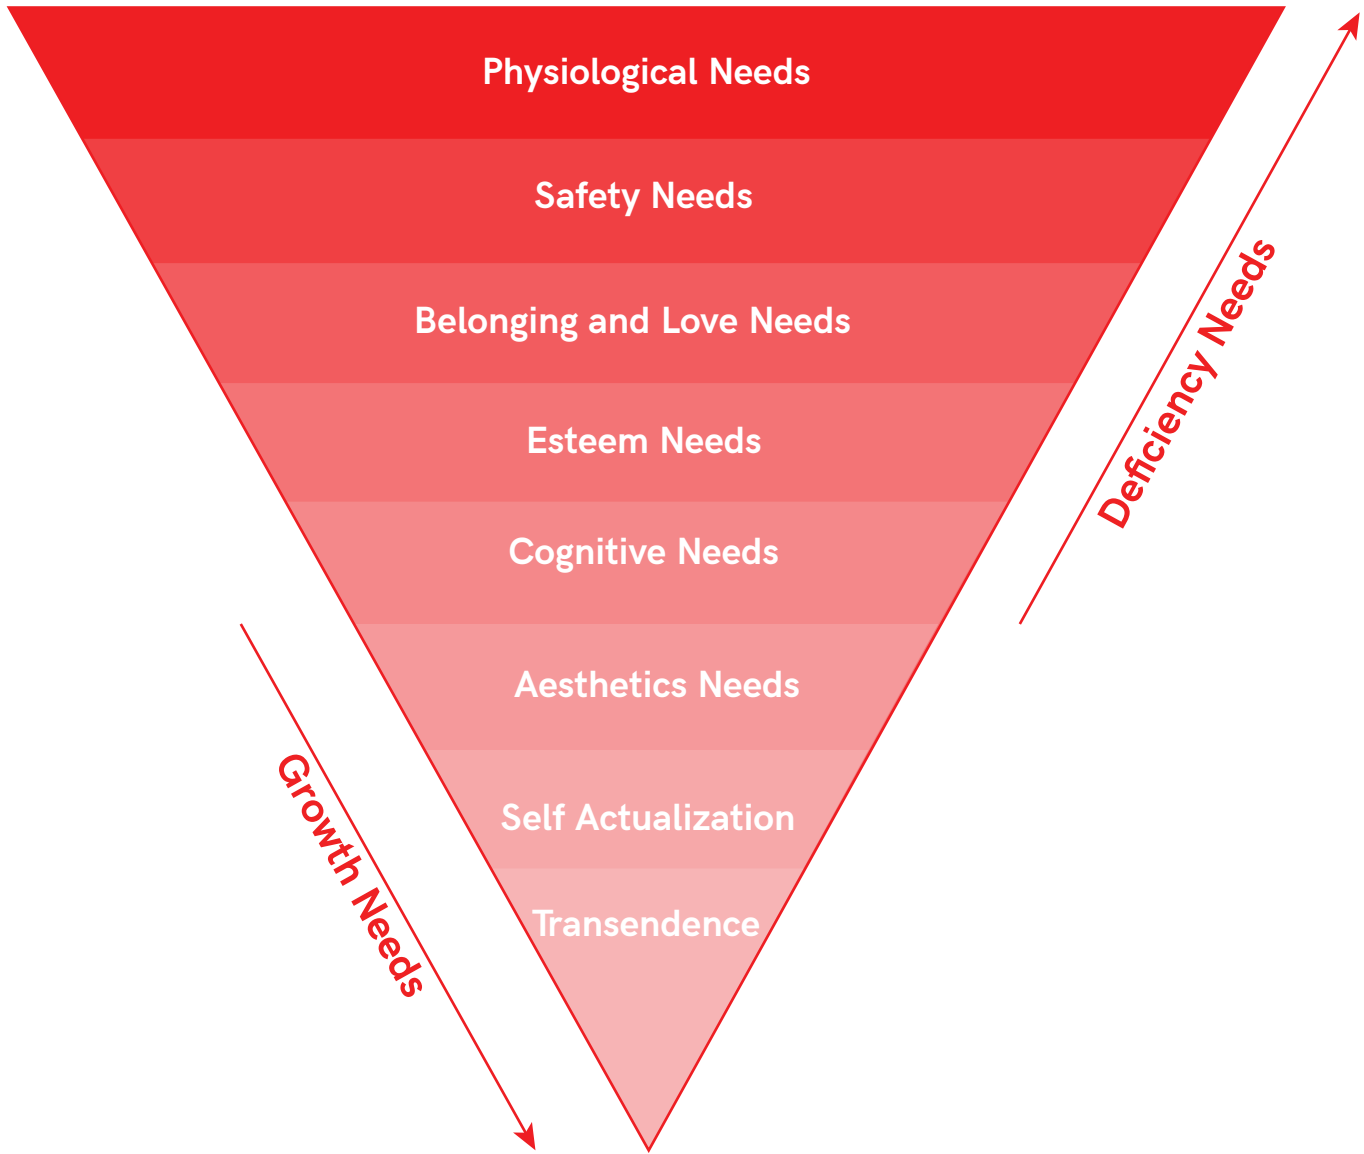 Physiological Needs
Safety Needs
Belonging and Love Needs
Esteem Needs
Cognitive Needs
Aesthetics Needs
Self Actualization
Transendence
Deficiency Needs
Growth Needs